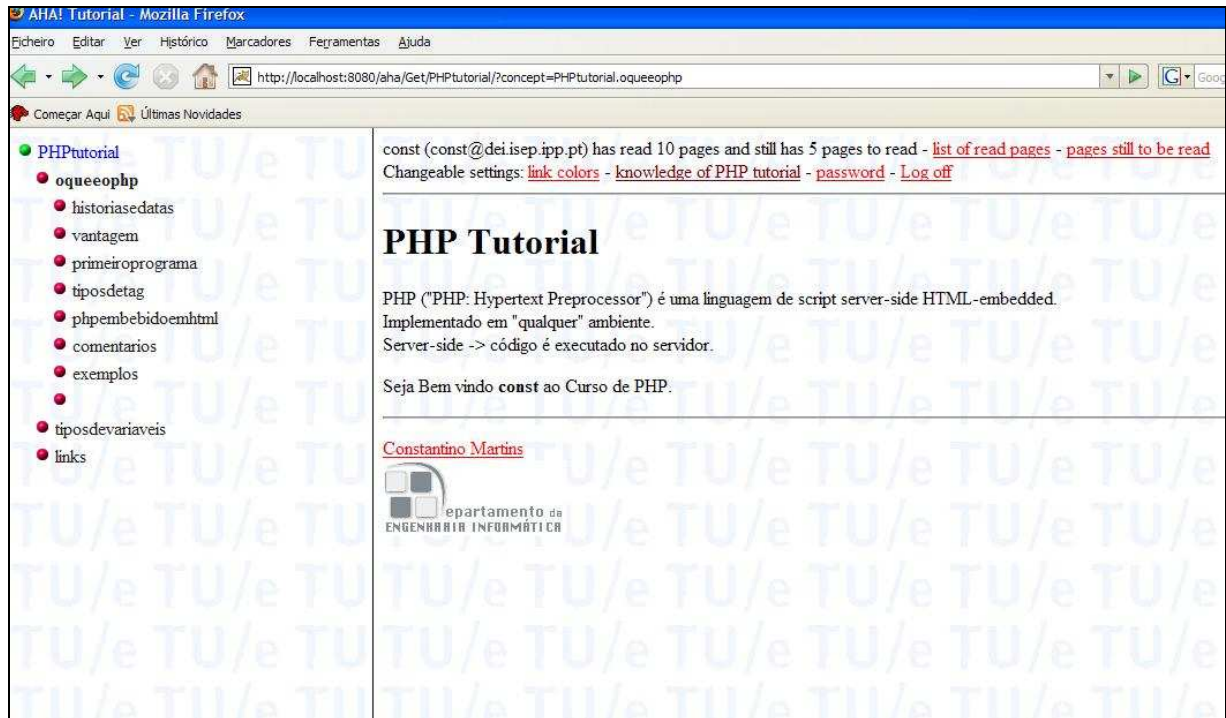 AHA! Tutorial - Mozilla Firefox
Ficheiro Editar Ver Histórico Marcadores Ferramentas Ajuda
http://localhost:8080/aha/Get/PHPtutorial/?concept=PHPtutorial.oqueeophp
G Goog
Começar Aqui Últimas Novidades
PHPtutorial
oqueeophp
historiasedatas
vantagem
primeiroprograma
tiposdetag
phpembebidoemhtml
comentarios
exemplos
tiposdevariaveis
links
const (const@dei.isep.ipp.pt) has read 10 pages and still has 5 pages to read - list of read pages - pages still to be read
Changeable settings: link colors - knowledge of PHP tutorial - password - Log off
PHP Tutorial
PHP ("PHP: Hypertext Preprocessor") é uma linguagem de script server-side HTML-embedded.
Implementado em "qualquer" ambiente.
Server-side -> código é executado no servidor.
Seja Bem vindo const ao Curso de PHP.
Constantino Martins
epartamento de
ENGENHARIA INFORMÁTICA
TU/e